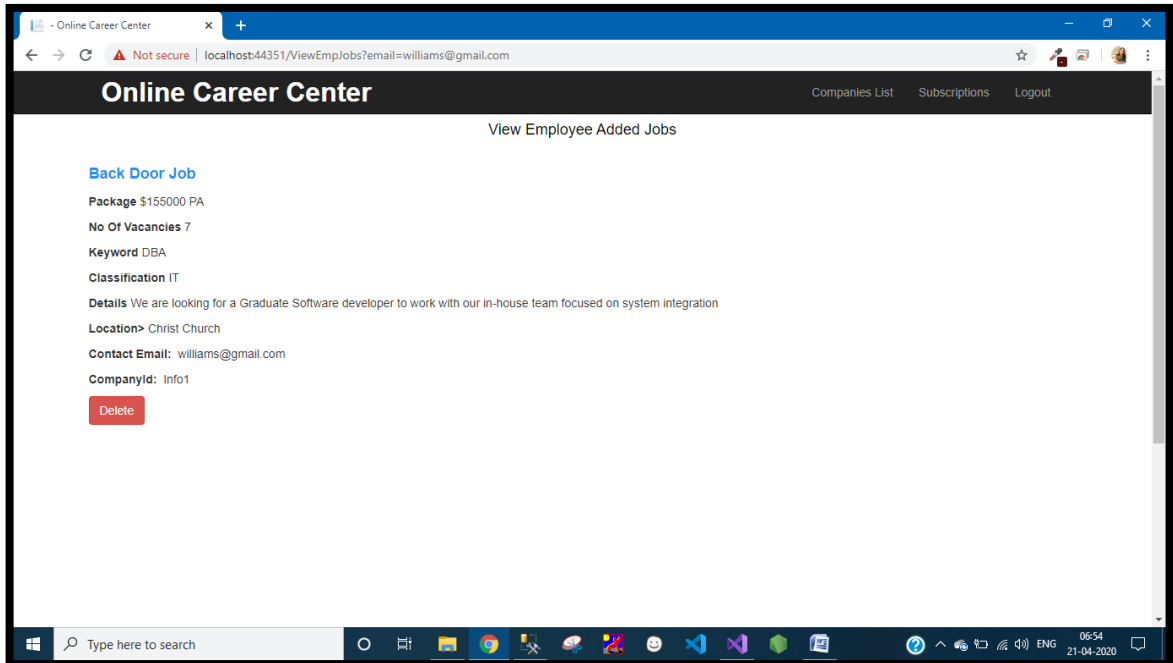 - Online Career Center
Not secure | localhost:44351/ViewEmpJobs?email=williams@gmail.com
Online Career Center
Companies List Subscriptions Logout
View Employee Added Jobs
Back Door Job
Package $155000 PA
No Of Vacancies 7
Keyword DBA
Classification IT
Details We are looking for a Graduate Software developer to work with our in-house team focused on system integration
Location> Christ Church
Contact Email: williams@gmail.com
CompanyId: Info1
Delete
Type here to search
ENG
06:54
21-04-2020